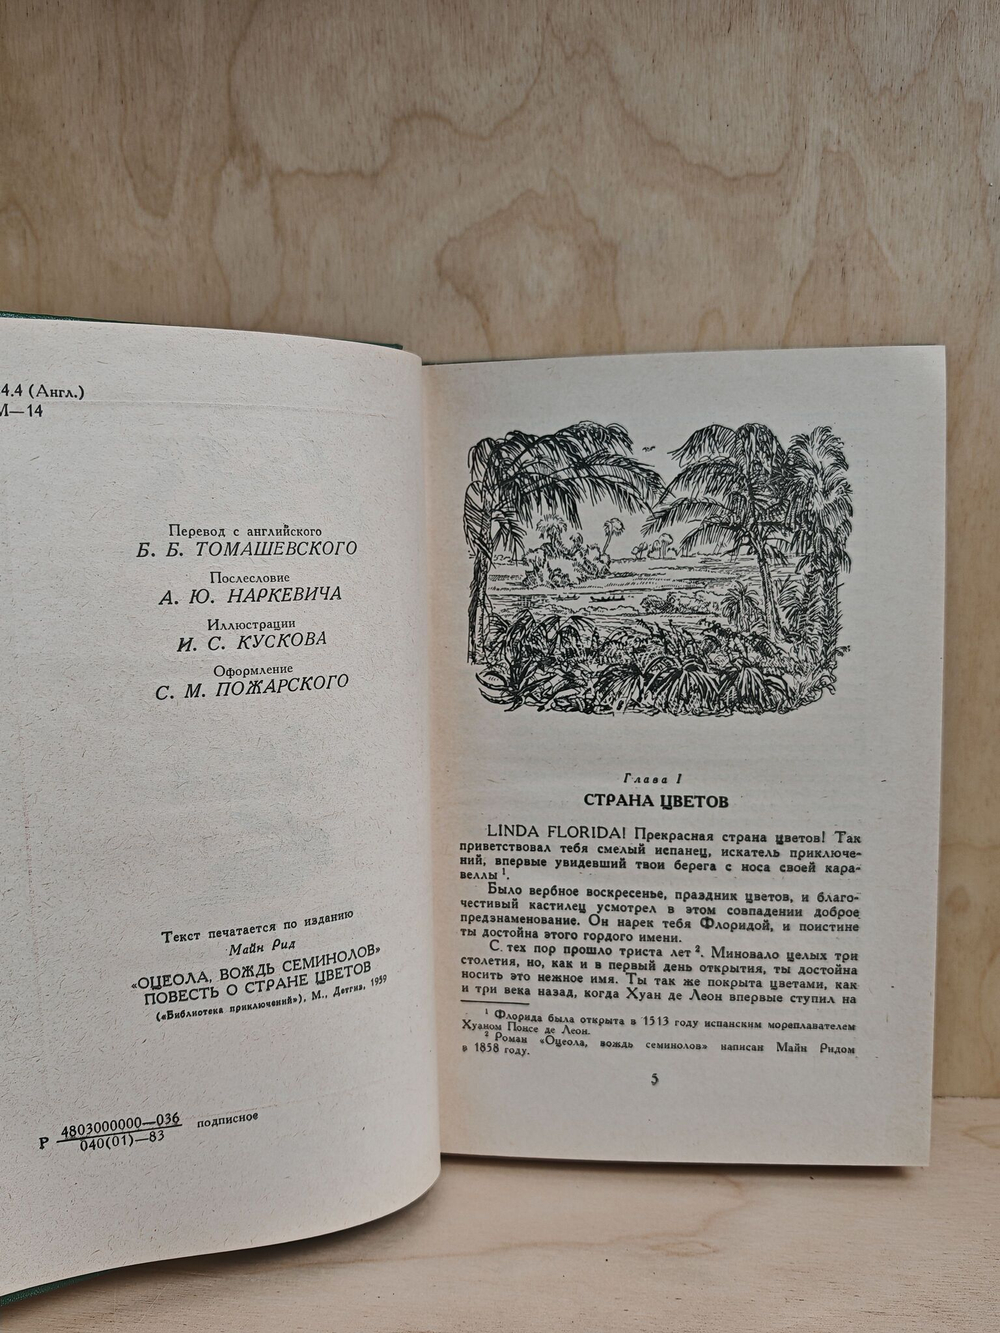 4.4 (Англ.)
М—14
Перевод с английского
Б. Б. ТОМАШЕВСКОГО
Послесловие
А. Ю. НАРКЕВИЧА
Иллюстрации
И. С. КУСКОВА
Оформление
С. М. ПОЖАРСКОГО
Текст печатается по изданию
Майн Рид
«ОЦЕОЛА, ВОЖДЬ СЕМИНОЛОВ»
ПОВЕСТЬ О СТРАНЕ ЦВЕТОВ
(«Библиотека приключений»), М., Детгиз, 1959
Р 4803000000—036 подписное
040(01)—83
Глава I
СТРАНА ЦВЕТОВ
LINDA FLORIDA! Прекрасная страна цветов! Так
приветствовал тебя смелый испанец, искатель приключе-
ний, впервые увидевший твои берега с носа своей кара-
веллы ¹.
Было вербное воскресенье, праздник цветов, и благо-
честивый кастилец усмотрел в этом совпадении доброе
предзнаменование. Он нарек тебя Флоридой, и поистине
ты достойна этого гордого имени.
С тех пор прошло триста лет ². Миновало целых три
столетия, но, как и в первый день открытия, ты достойна
носить это нежное имя. Ты так же покрыта цветами, как
и три века назад, когда Хуан де Леон впервые ступил на
¹ Флорида была открыта в 1513 году испанским мореплавателем
Хуаном Понсе де Леон.
² Роман «Оцеола, вождь семинолов» написан Майн Ридом
в 1858 году.
5